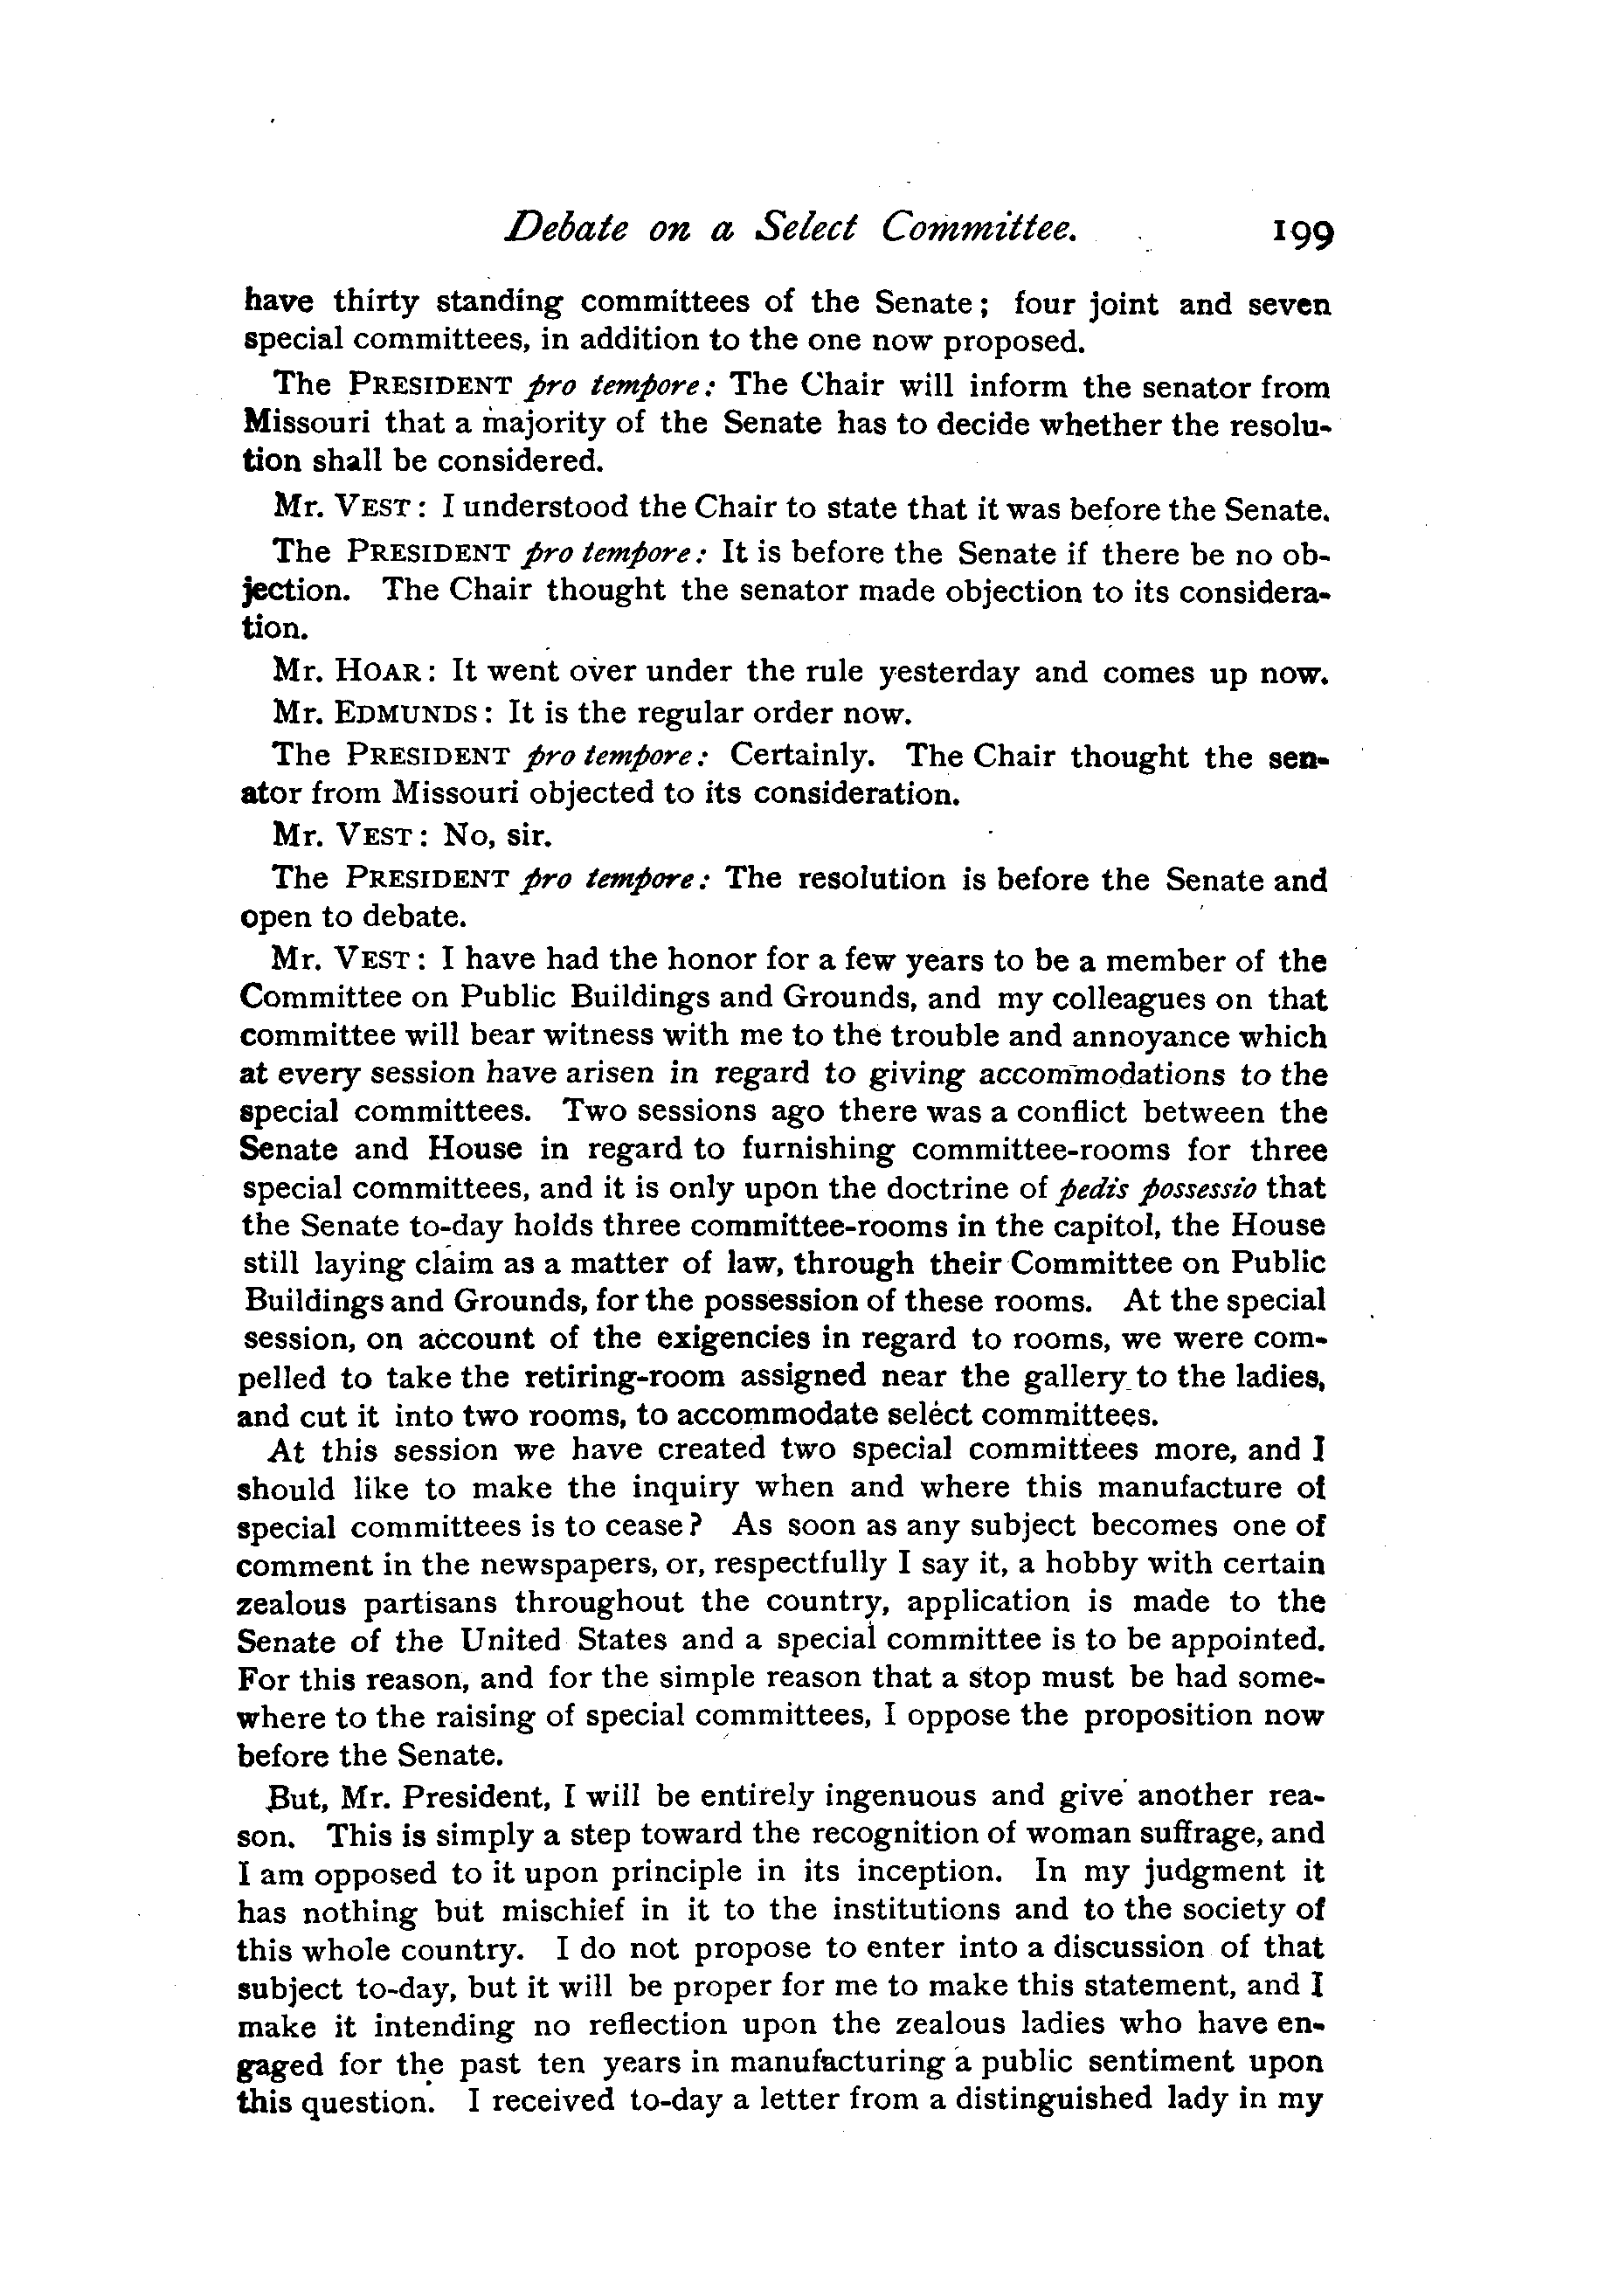 Debate on a Select Committee. 199
have thirty standing committees of the Senate; four joint and seven
special committees, in addition to the one now proposed.
The PRESIDENT pro tempore: The Chair will inform the senator from
Missouri that a majority of the Senate has to decide whether the resolu-
tion shall be considered.
Mr. VEST: I understood the Chair to state that it was before the Senate.
The PRESIDENT pro tempore: It is before the Senate if there be no ob-
jection. The Chair thought the senator made objection to its considera-
tion.
Mr. HOAR: It went over under the rule yesterday and comes up now.
Mr. EDMUNDS: It is the regular order now.
The PRESIDENT pro tempore: Certainly. The Chair thought the sen-
ator from Missouri objected to its consideration.
Mr. VEST: No, sir.
The PRESIDENT pro tempore: The resolution is before the Senate and
open to debate.
Mr. VEST: I have had the honor for a few years to be a member of the
Committee on Public Buildings and Grounds, and my colleagues on that
committee will bear witness with me to the trouble and annoyance which
at every session have arisen in regard to giving accommodations to the
special committees. Two sessions ago there was a conflict between the
Senate and House in regard to furnishing committee-rooms for three
special committees, and it is only upon the doctrine of pedis possessio that
the Senate to-day holds three committee-rooms in the capitol, the House
still laying claim as a matter of law, through their Committee on Public
Buildings and Grounds, for the possession of these rooms. At the special
session, on account of the exigencies in regard to rooms, we were com-
pelled to take the retiring-room assigned near the gallery to the ladies,
and cut it into two rooms, to accommodate select committees.
At this session we have created two special committees more, and I
should like to make the inquiry when and where this manufacture of
special committees is to cease? As soon as any subject becomes one of
comment in the newspapers, or, respectfully I say it, a hobby with certain
zealous partisans throughout the country, application is made to the
Senate of the United States and a special committee is to be appointed.
For this reason, and for the simple reason that a stop must be had some-
where to the raising of special committees, I oppose the proposition now
before the Senate.
But, Mr. President, I will be entirely ingenuous and give another rea-
son. This is simply a step toward the recognition of woman suffrage, and
I am opposed to it upon principle in its inception. In my judgment it
has nothing but mischief in it to the institutions and to the society of
this whole country. I do not propose to enter into a discussion of that
subject to-day, but it will be proper for me to make this statement, and I
make it intending no reflection upon the zealous ladies who have en-
gaged for the past ten years in manufacturing a public sentiment upon
this question. I received to-day a letter from a distinguished lady in my